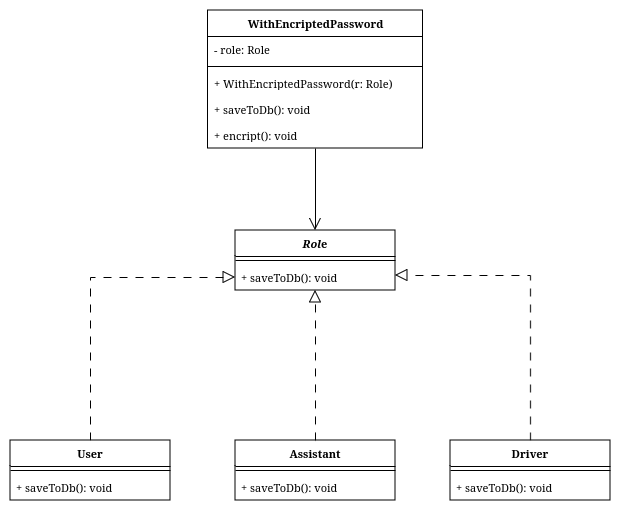 WithEncriptedPassword
- role: Role
+ WithEncriptedPassword(r: Role)
+ saveToDb(): void
+ encript(): void
Role
+ saveToDb(): void
User
+ saveToDb(): void
Assistant
+ saveToDb(): void
Driver
+ saveToDb(): void